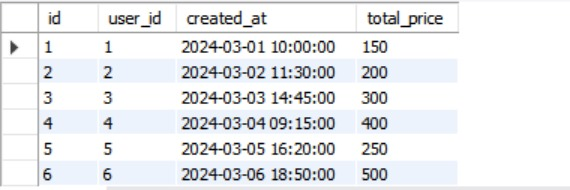 id user_id created_at total_price
1 1 2024-03-01 10:00:00 150
2 2 2024-03-02 11:30:00 200
3 3 2024-03-03 14:45:00 300
4 4 2024-03-04 09:15:00 400
5 5 2024-03-05 16:20:00 250
6 6 2024-03-06 18:50:00 500